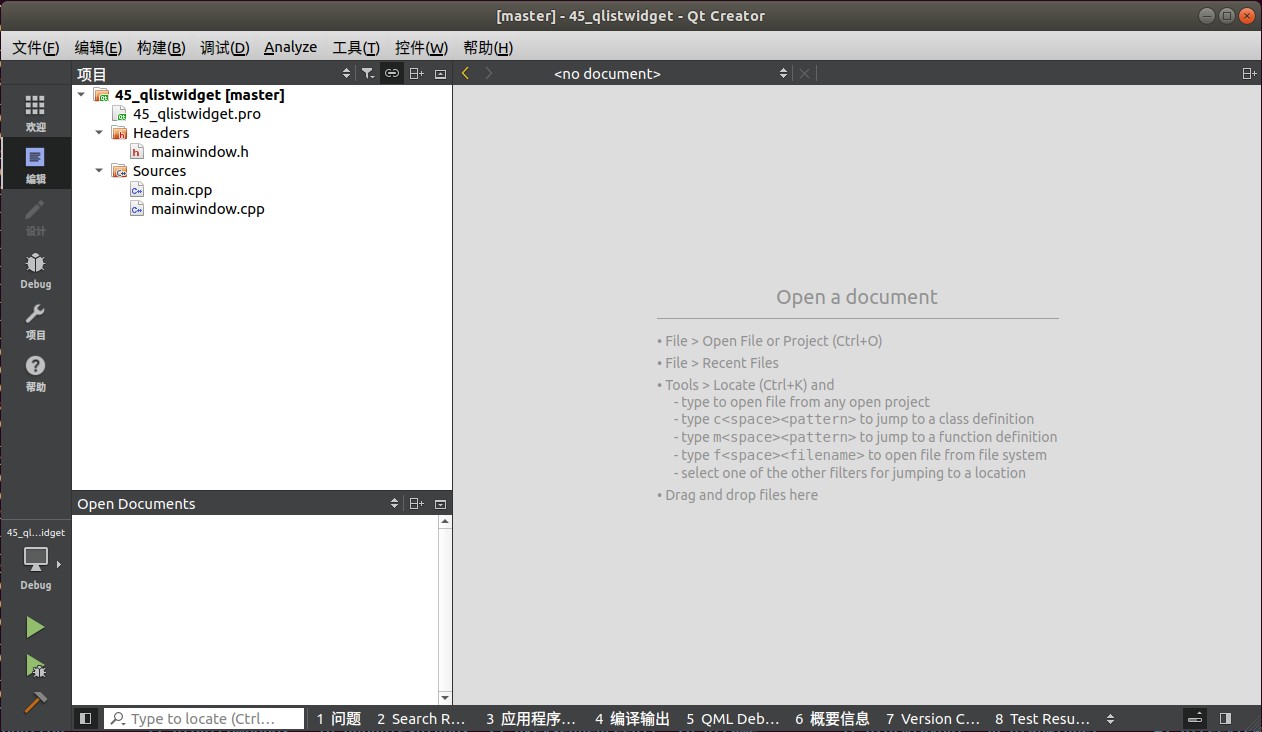 [master] - 45_qlistwidget - Qt Creator
文件(F) 编辑(E) 构建(B) 调试(D) Analyze 工具(T) 控件(W) 帮助(H)
项目
<no document>
欢迎
编辑
设计
Debug
项目
帮助
45_qlistwidget [master]
45_qlistwidget.pro
Headers
mainwindow.h
Sources
main.cpp
mainwindow.cpp
Open a document
• File > Open File or Project (Ctrl+O)
• File > Recent Files
• Tools > Locate (Ctrl+K) and
- type to open file from any open project
- type c<space><pattern> to jump to a class definition
- type m<space><pattern> to jump to a function definition
- type f<space><filename> to open file from file system
- select one of the other filters for jumping to a location
• Drag and drop files here
Open Documents
45_ql...idget
Debug
Type to locate (Ctrl...
1 问题 2 Search R... 3 应用程序... 4 编译输出 5 QML Deb... 6 概要信息 7 Version C... 8 Test Resu...